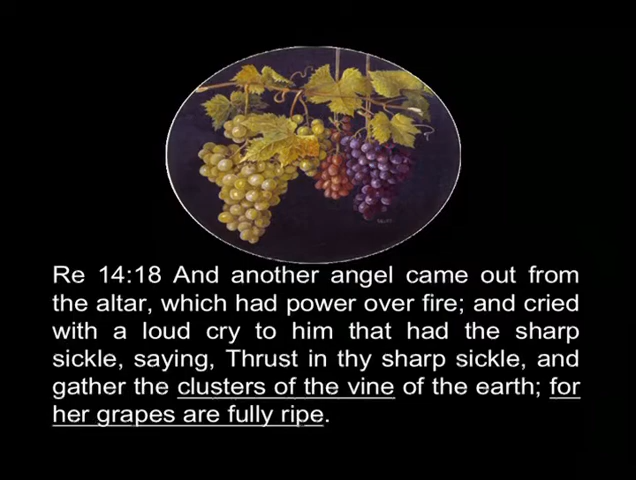 Re 14:18 And another angel came out from
the altar, which had power over fire; and cried
with a loud cry to him that had the sharp
sickle, saying, Thrust in thy sharp sickle, and
gather the clusters of the vine of the earth; for
her grapes are fully ripe.